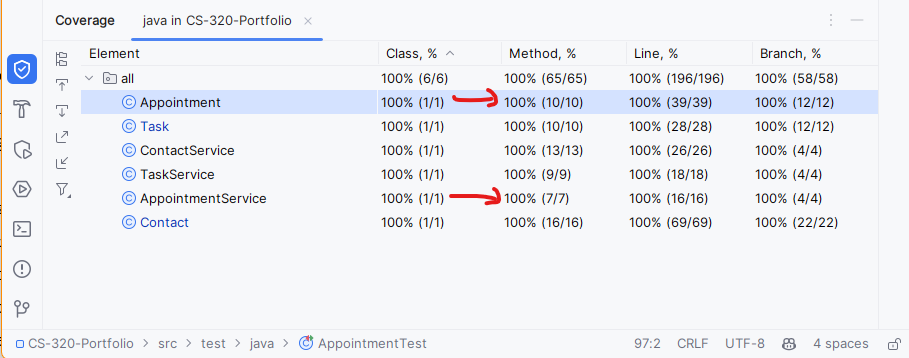 Coverage java in CS-320-Portfolio
Element Class, % Method, % Line, % Branch, %
all 100% (6/6) 100% (65/65) 100% (196/196) 100% (58/58)
Appointment 100% (1/1) 100% (10/10) 100% (39/39) 100% (12/12)
Task 100% (1/1) 100% (10/10) 100% (28/28) 100% (12/12)
ContactService 100% (1/1) 100% (13/13) 100% (26/26) 100% (4/4)
TaskService 100% (1/1) 100% (9/9) 100% (18/18) 100% (4/4)
AppointmentService 100% (1/1) 100% (7/7) 100% (16/16) 100% (4/4)
Contact 100% (1/1) 100% (16/16) 100% (69/69) 100% (22/22)
CS-320-Portfolio > src > test > java > AppointmentTest 97:2 CRLF UTF-8 4 spaces